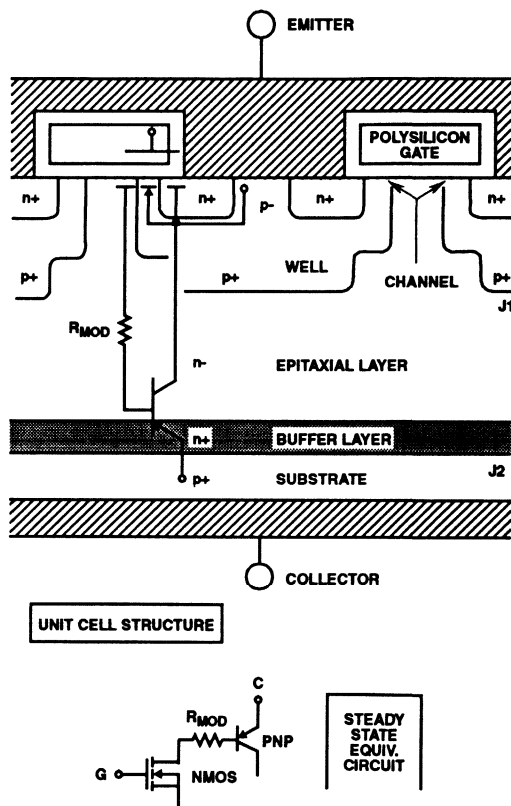 EMITTER
POLYSILICON
GATE
n+ n+ p- n+ n+
p+ p+ WELL CHANNEL p+
J1
RMOD
n- EPITAXIAL LAYER
n+ BUFFER LAYER
J2
p+ SUBSTRATE
COLLECTOR
UNIT CELL STRUCTURE
C
RMOD
PNP
G NMOS
STEADY
STATE
EQUIV.
CIRCUIT